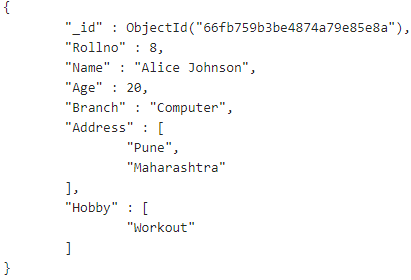 {
"_id" : ObjectId("66fb759b3be4874a79e85e8a"),
"Rollno" : 8,
"Name" : "Alice Johnson",
"Age" : 20,
"Branch" : "Computer",
"Address" : [
"Pune",
"Maharashtra"
],
"Hobby" : [
"Workout"
]
}